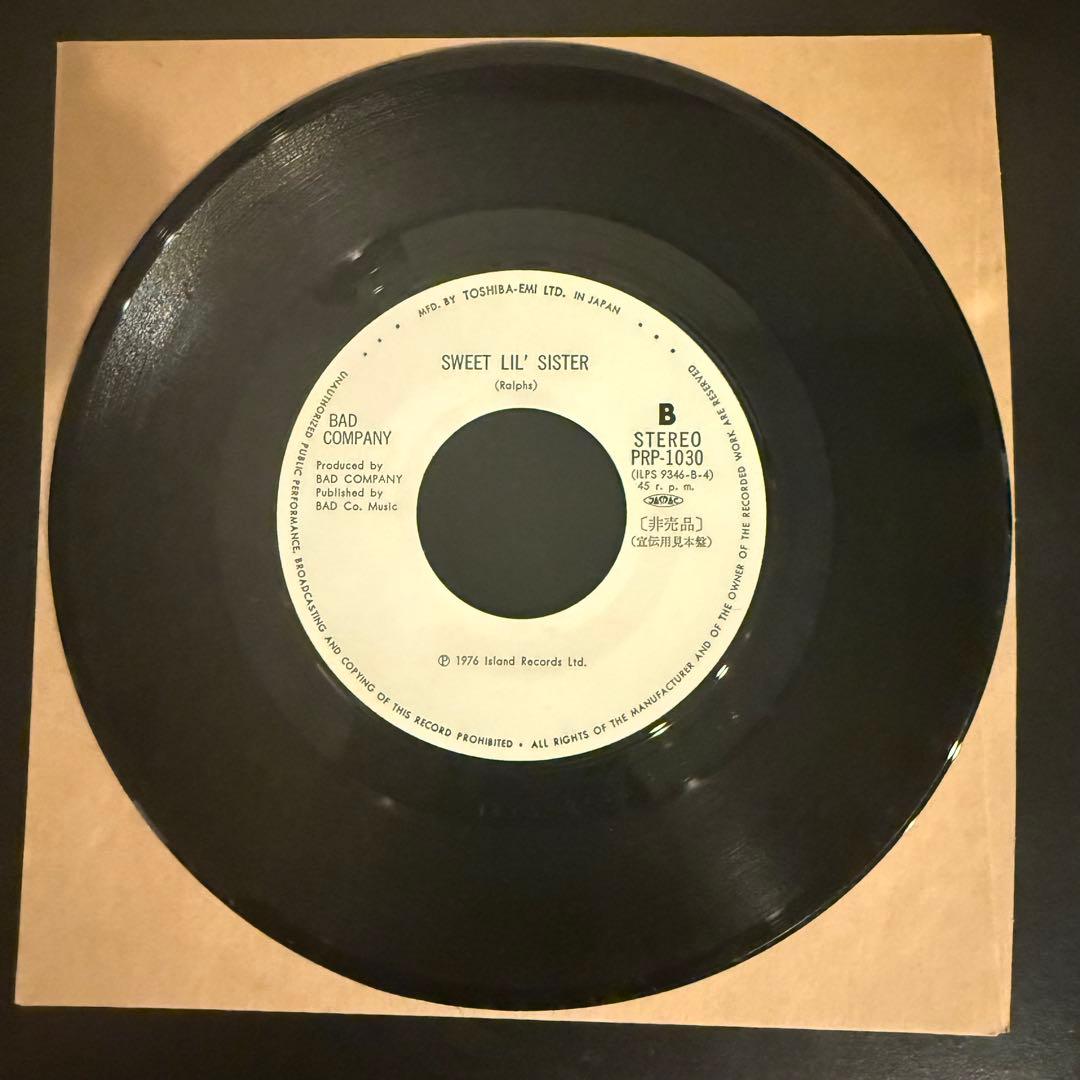 MFD. BY TOSHIBA-EMI LTD. IN JAPAN
SWEET LIL' SISTER
(Ralphs)
BAD
COMPANY
Produced by
BAD COMPANY
Published by
BAD Co. Music
B
STEREO
PRP-1030
(ILPS 9346-B-4)
45 r. p. m.
JASRAC
〔非売品〕
(宣伝用見本盤)
℗ 1976 Island Records Ltd.
UNAUTHORIZED PUBLIC PERFORMANCE, BROADCASTING AND COPYING OF THIS RECORD PROHIBITED • ALL RIGHTS OF THE MANUFACTURER AND OF THE OWNER OF THE RECORDED WORK ARE RESERVED